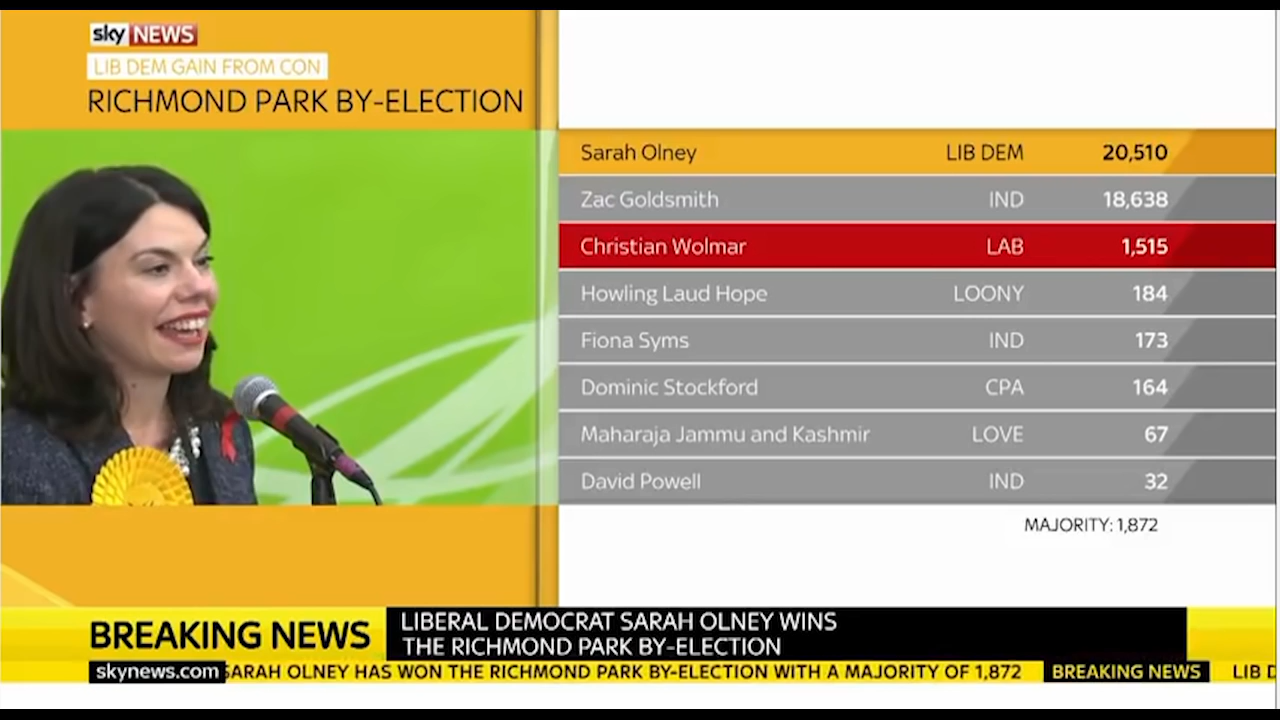 sky NEWS
LIB DEM GAIN FROM CON
RICHMOND PARK BY-ELECTION
Sarah Olney LIB DEM 20,510
Zac Goldsmith IND 18,638
Christian Wolmar LAB 1,515
Howling Laud Hope LOONY 184
Fiona Syms IND 173
Dominic Stockford CPA 164
Maharaja Jammu and Kashmir LOVE 67
David Powell IND 32
MAJORITY: 1,872
BREAKING NEWS
LIBERAL DEMOCRAT SARAH OLNEY WINS
THE RICHMOND PARK BY-ELECTION
skynews.com SARAH OLNEY HAS WON THE RICHMOND PARK BY-ELECTION WITH A MAJORITY OF 1,872 BREAKING NEWS LIB D